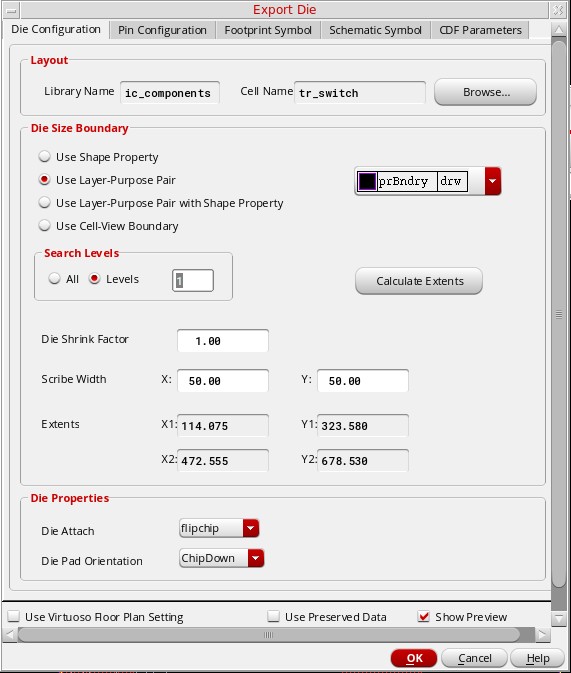 Export Die
Die Configuration Pin Configuration Footprint Symbol Schematic Symbol CDF Parameters
Layout
Library Name ic_components Cell Name tr_switch Browse...
Die Size Boundary
Use Shape Property
Use Layer-Purpose Pair prBndry drw
Use Layer-Purpose Pair with Shape Property
Use Cell-View Boundary
Search Levels
All Levels 1 Calculate Extents
Die Shrink Factor 1.00
Scribe Width X: 50.00 Y: 50.00
Extents X1: 114.075 Y1: 323.580
X2: 472.555 Y2: 678.530
Die Properties
Die Attach flipchip
Die Pad Orientation ChipDown
Use Virtuoso Floor Plan Setting Use Preserved Data Show Preview
OK Cancel Help